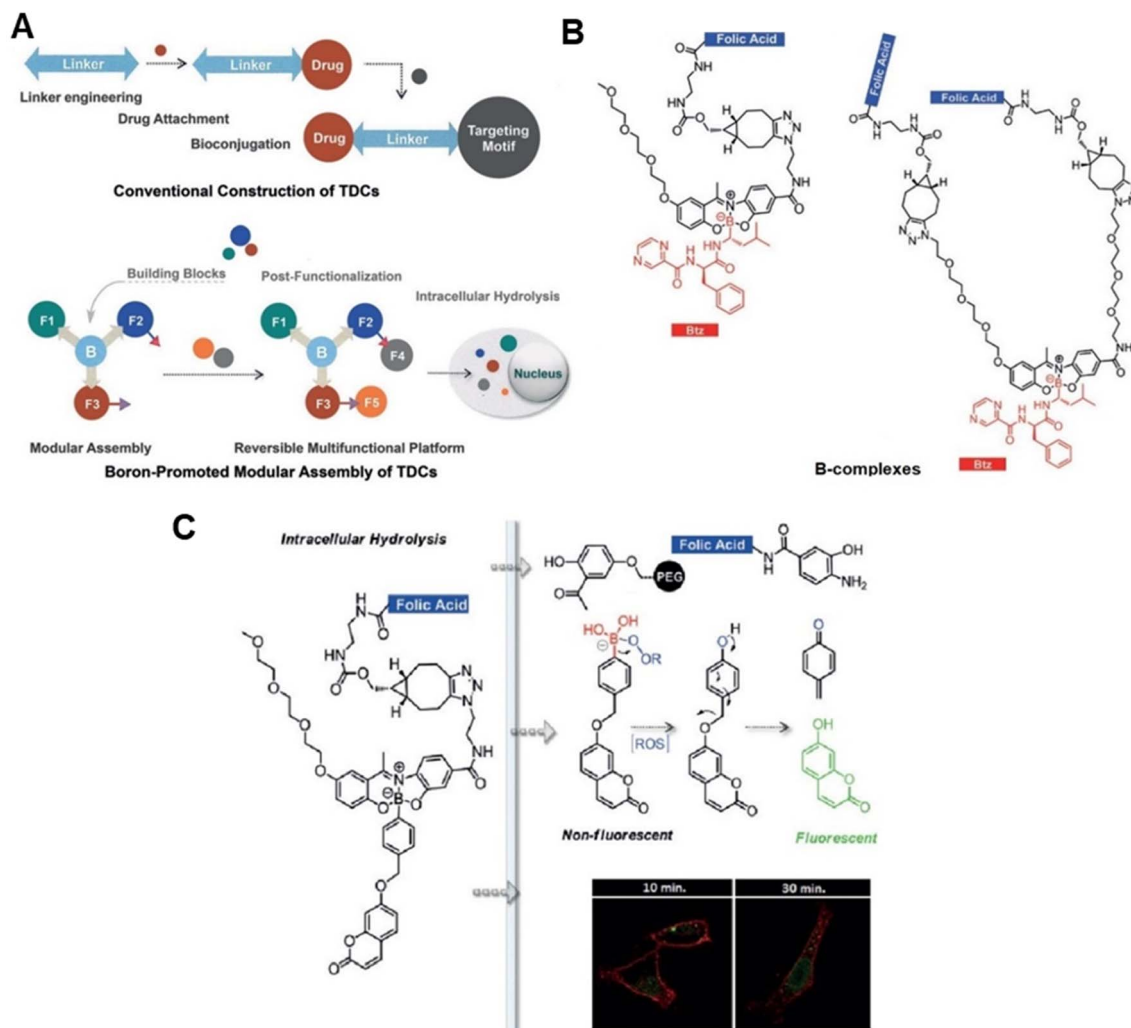 A
Linker
Linker
Drug
Linker engineering
Drug Attachment
Bioconjugation
Drug
Linker
Targeting
Motif
Conventional Construction of TDCs
Building Blocks
Post-Functionalization
Intracellular Hydrolysis
F1
F2
B
F3
F1
F2
B
F4
F3
F5
Nucleus
Modular Assembly
Reversible Multifunctional Platform
Boron-Promoted Modular Assembly of TDCs
B
Folic Acid
Btz
Folic Acid
Folic Acid
Btz
B-complexes
C
Intracellular Hydrolysis
Folic Acid
PEG
Folic Acid
[ROS]
Non-fluorescent
Fluorescent
10 min.
30 min.